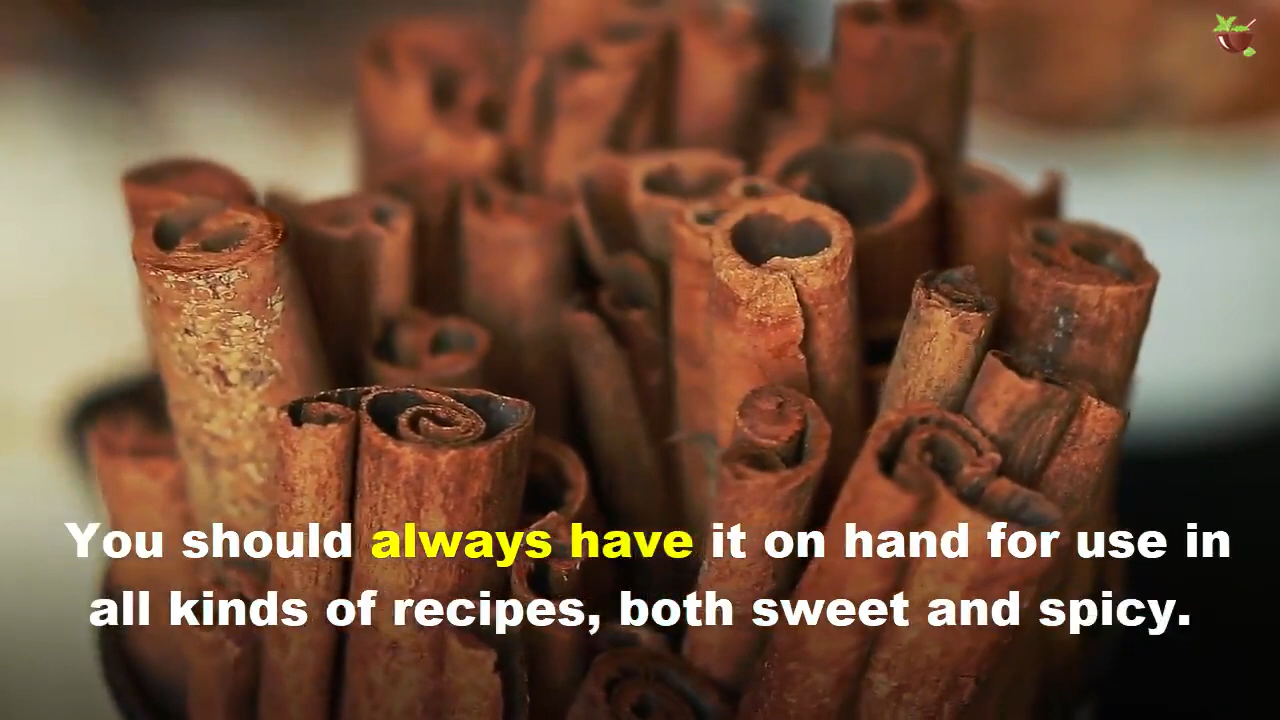 You should always have it on hand for use in
all kinds of recipes, both sweet and spicy.